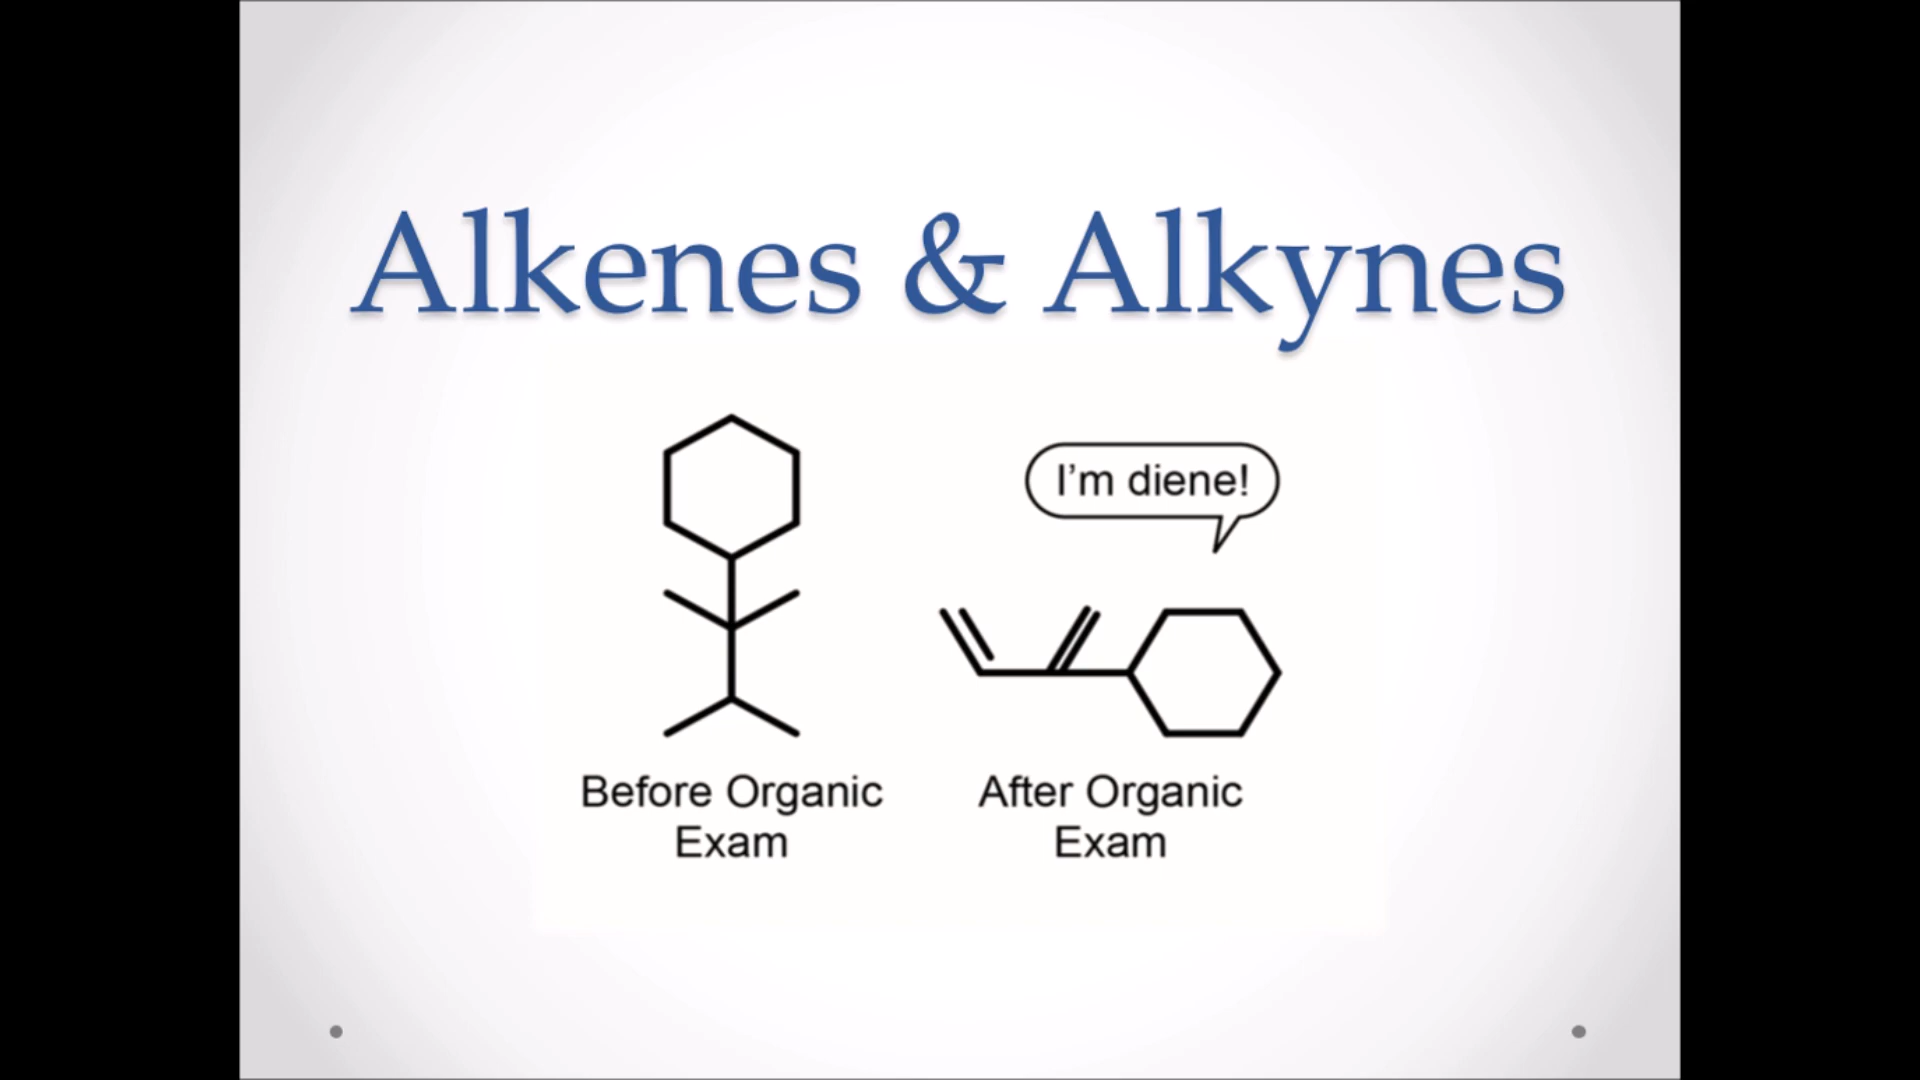 Alkenes & Alkynes
I'm diene!
Before Organic
Exam
After Organic
Exam